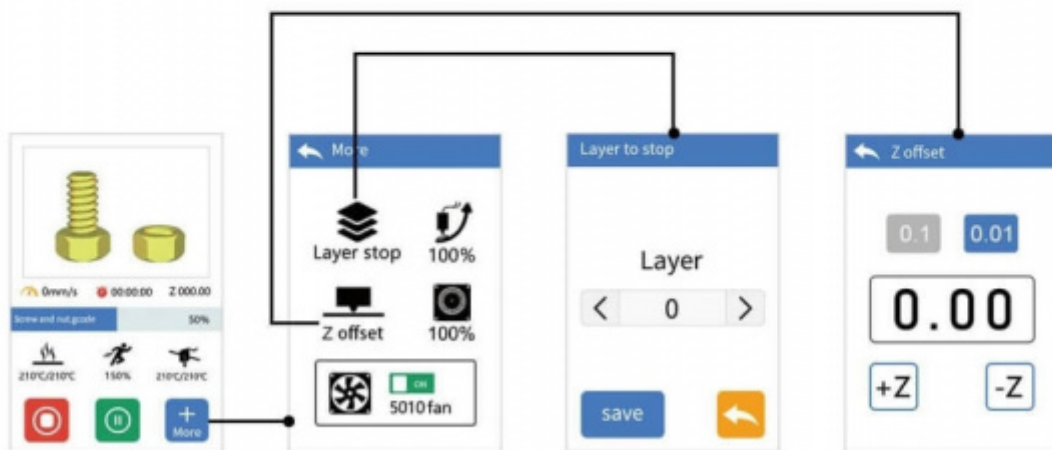 0mm/s 00:00:00 Z 000.00
Screw and nut.gcode 50%
210℃/210℃ 150% 210℃/210℃
More
More
Layer stop 100%
Z offset 100%
ON
5010 fan
Layer to stop
Layer
< 0 >
save
Z offset
0.1 0.01
0.00
+Z -Z